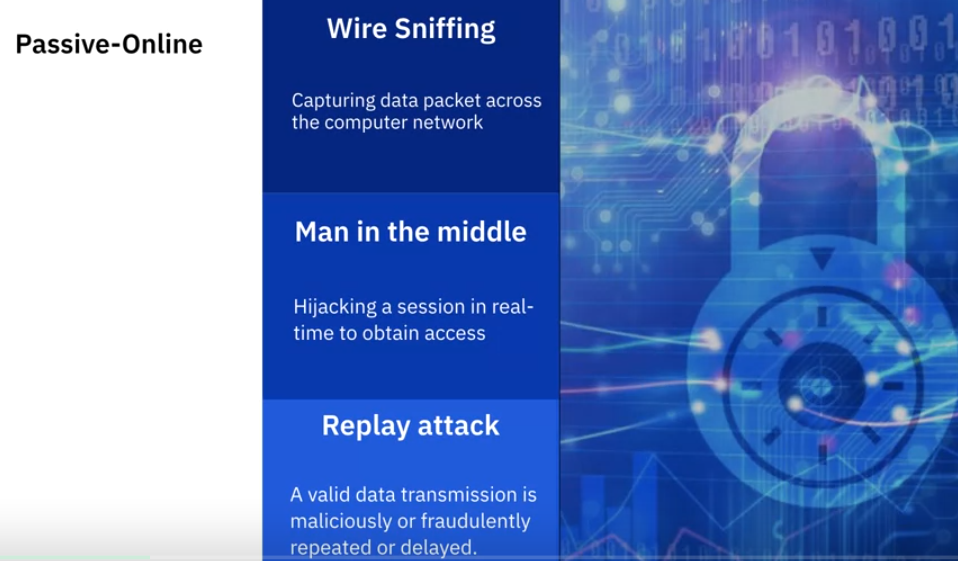 Passive-Online
Wire Sniffing
Capturing data packet across
the computer network
Man in the middle
Hijacking a session in real-
time to obtain access
Replay attack
A valid data transmission is
maliciously or fraudulently
repeated or delayed.